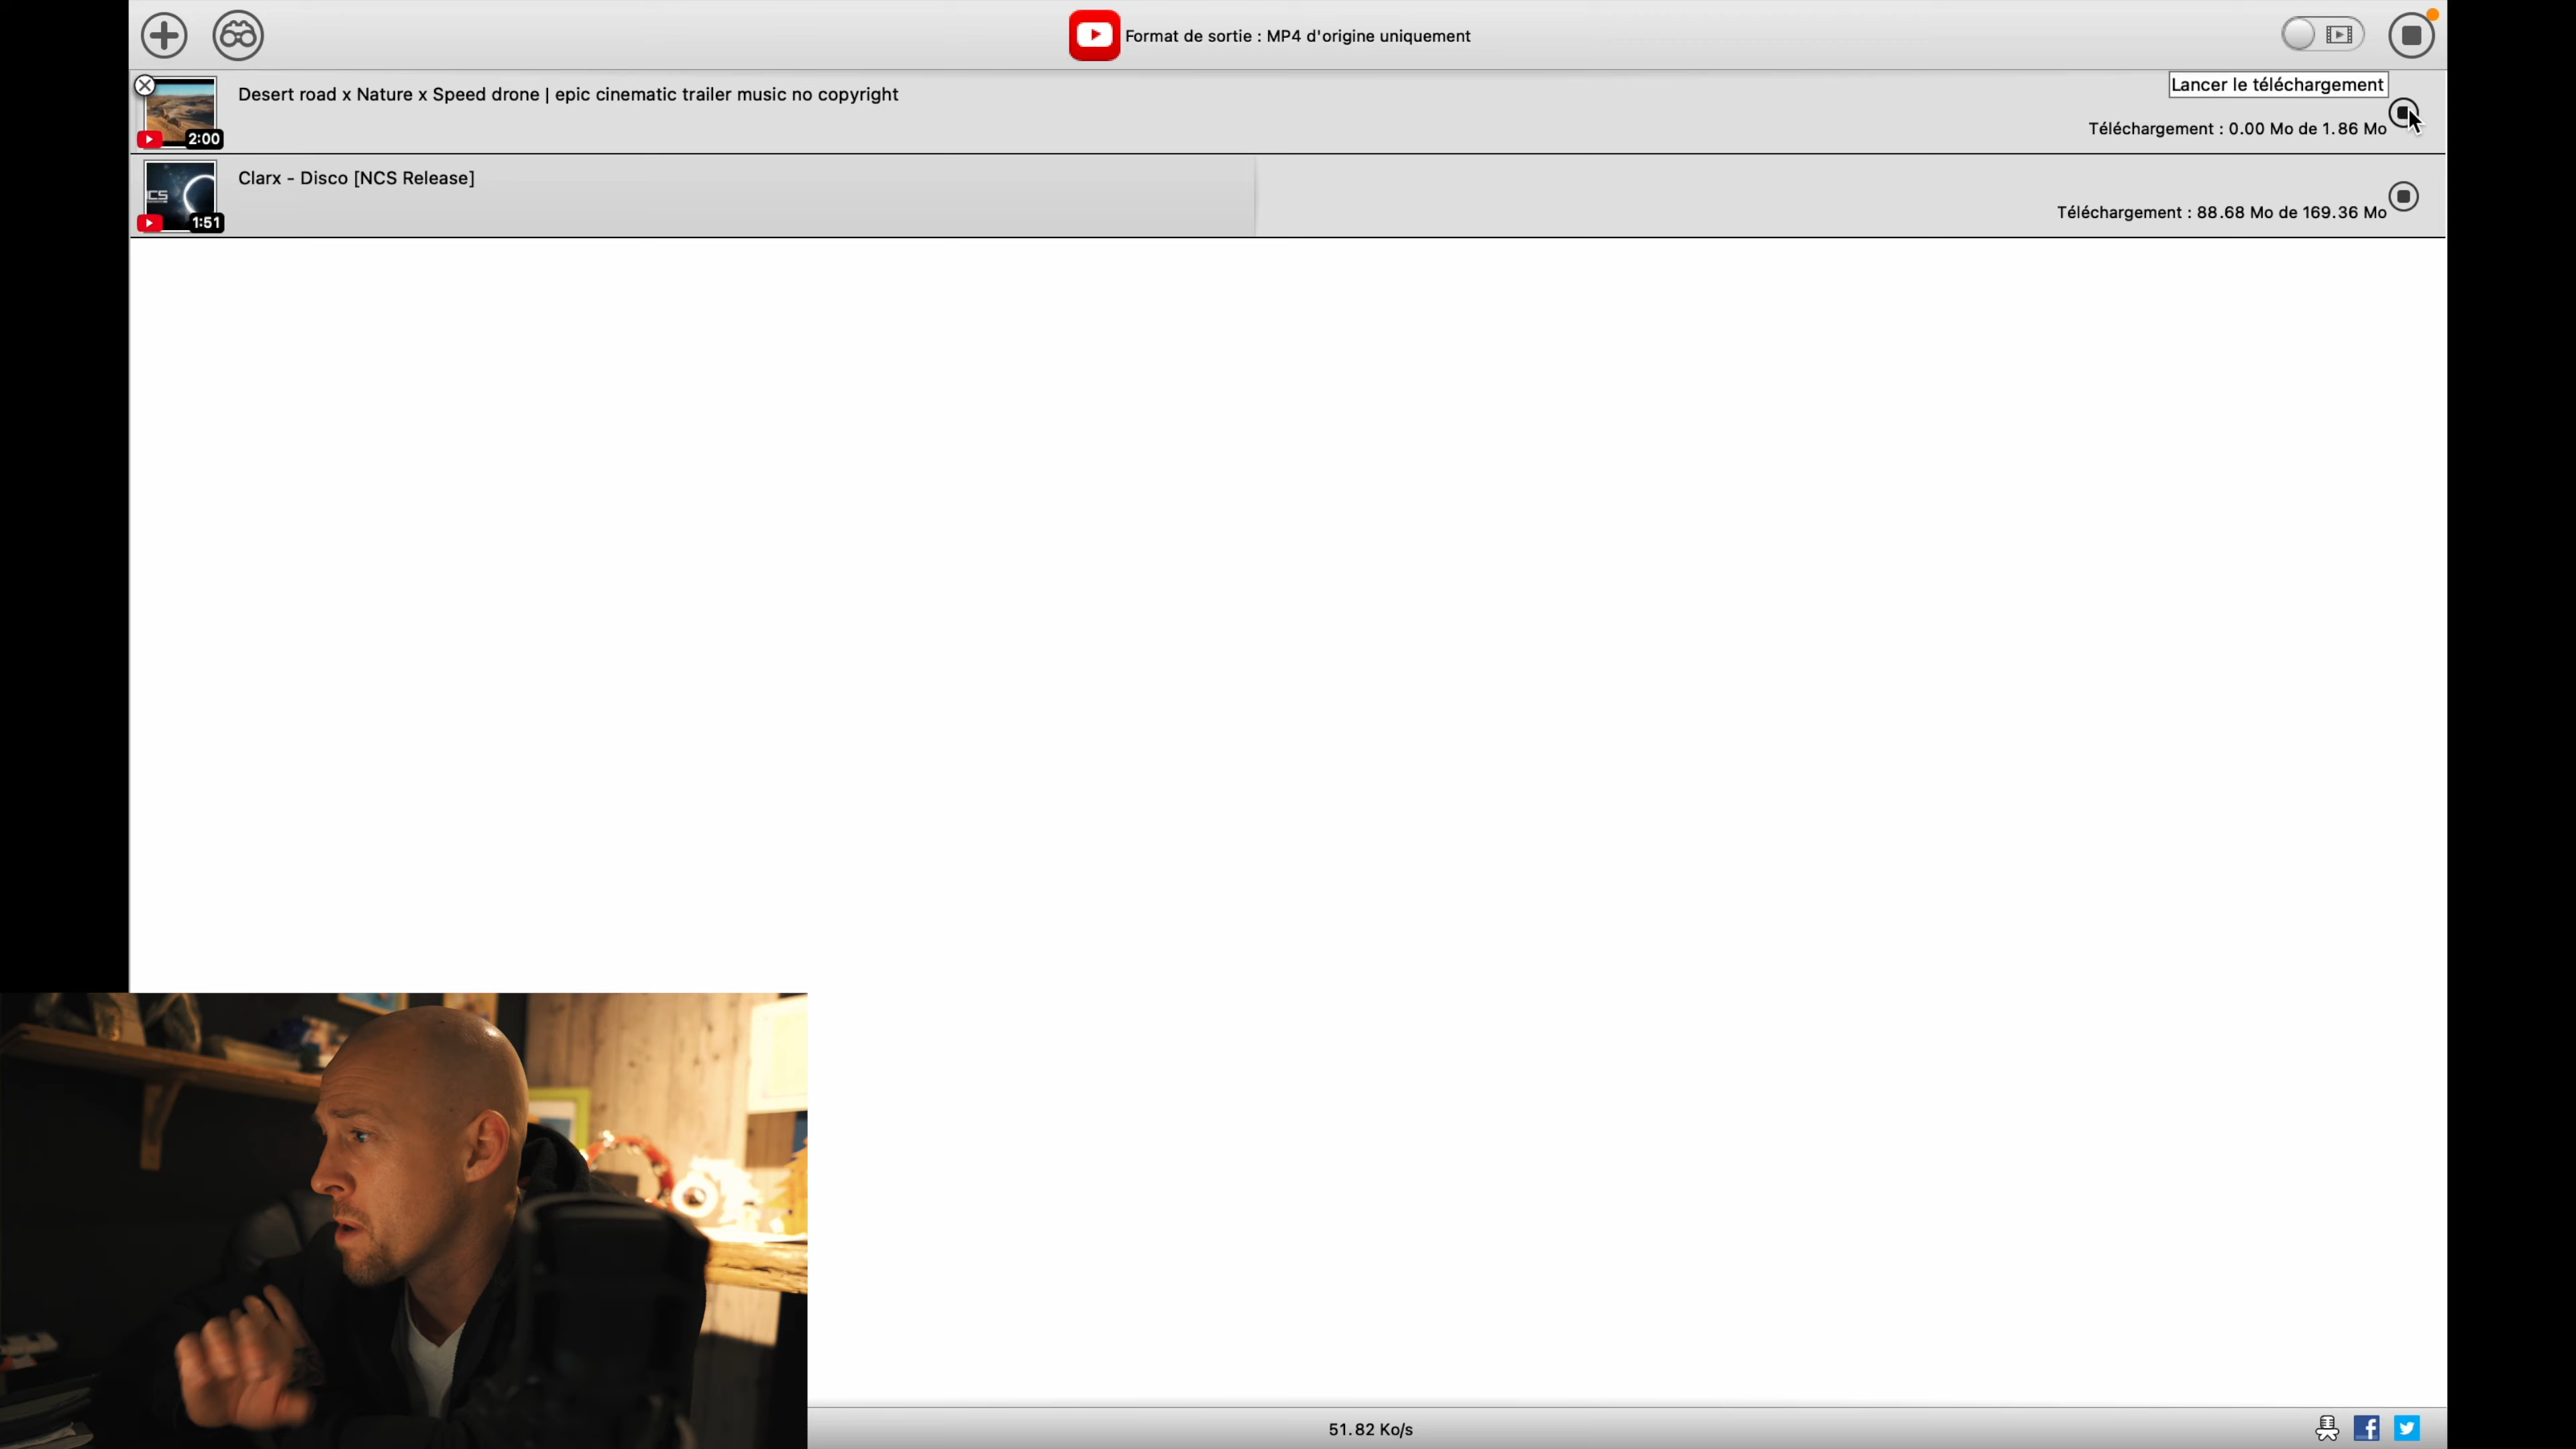 Format de sortie : MP4 d'origine uniquement
Desert road x Nature x Speed drone | epic cinematic trailer music no copyright
Lancer le téléchargement
2:00
Téléchargement : 0.00 Mo de 1.86 Mo
Clarx - Disco [NCS Release]
CS
1:51
Téléchargement : 88.68 Mo de 169.36 Mo
51.82 Ko/s